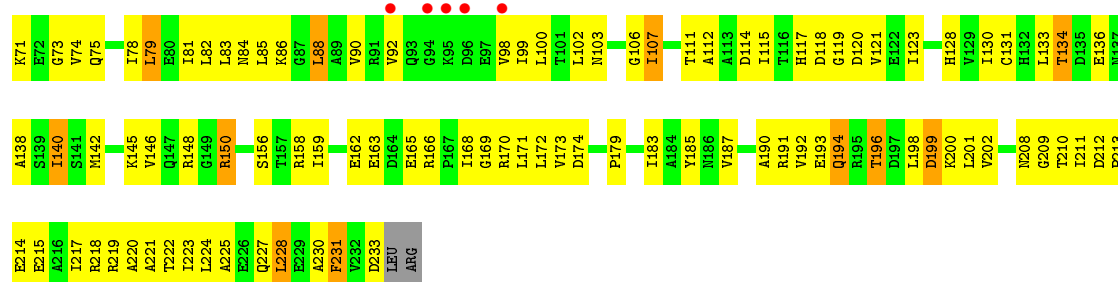 K71 E72 G73 V74 Q75 I78 L79 E80 I81 L82 L83 N84 L85 K86 G87 L88 A89 V90 R91 V92 Q93 G94 K95 D96 E97 V98 I99 L100 T101 L102 N103 G106 I107 T111 A112 A113 D114 I115 T116 H117 D118 G119 D120 V121 E122 I123 H128 V129 I130 C131 H132 L133 T134 D135 E136 N137
A138 S139 I140 S141 M142 K145 V146 Q147 R148 G149 R150 S156 T157 R158 I159 E162 E163 D164 E165 R166 P167 I168 G169 R170 L171 L172 V173 D174 P179 I183 A184 Y185 N186 V187 A190 R191 V192 E193 Q194 R195 T196 D197 L198 D199 K200 L201 V202 N208 G209 T210 I211 D212 P213
E214 E215 A216 I217 R218 R219 A220 A221 T222 I223 L224 A225 E226 Q227 L228 E229 A230 F231 V232 D233 LEU ARG